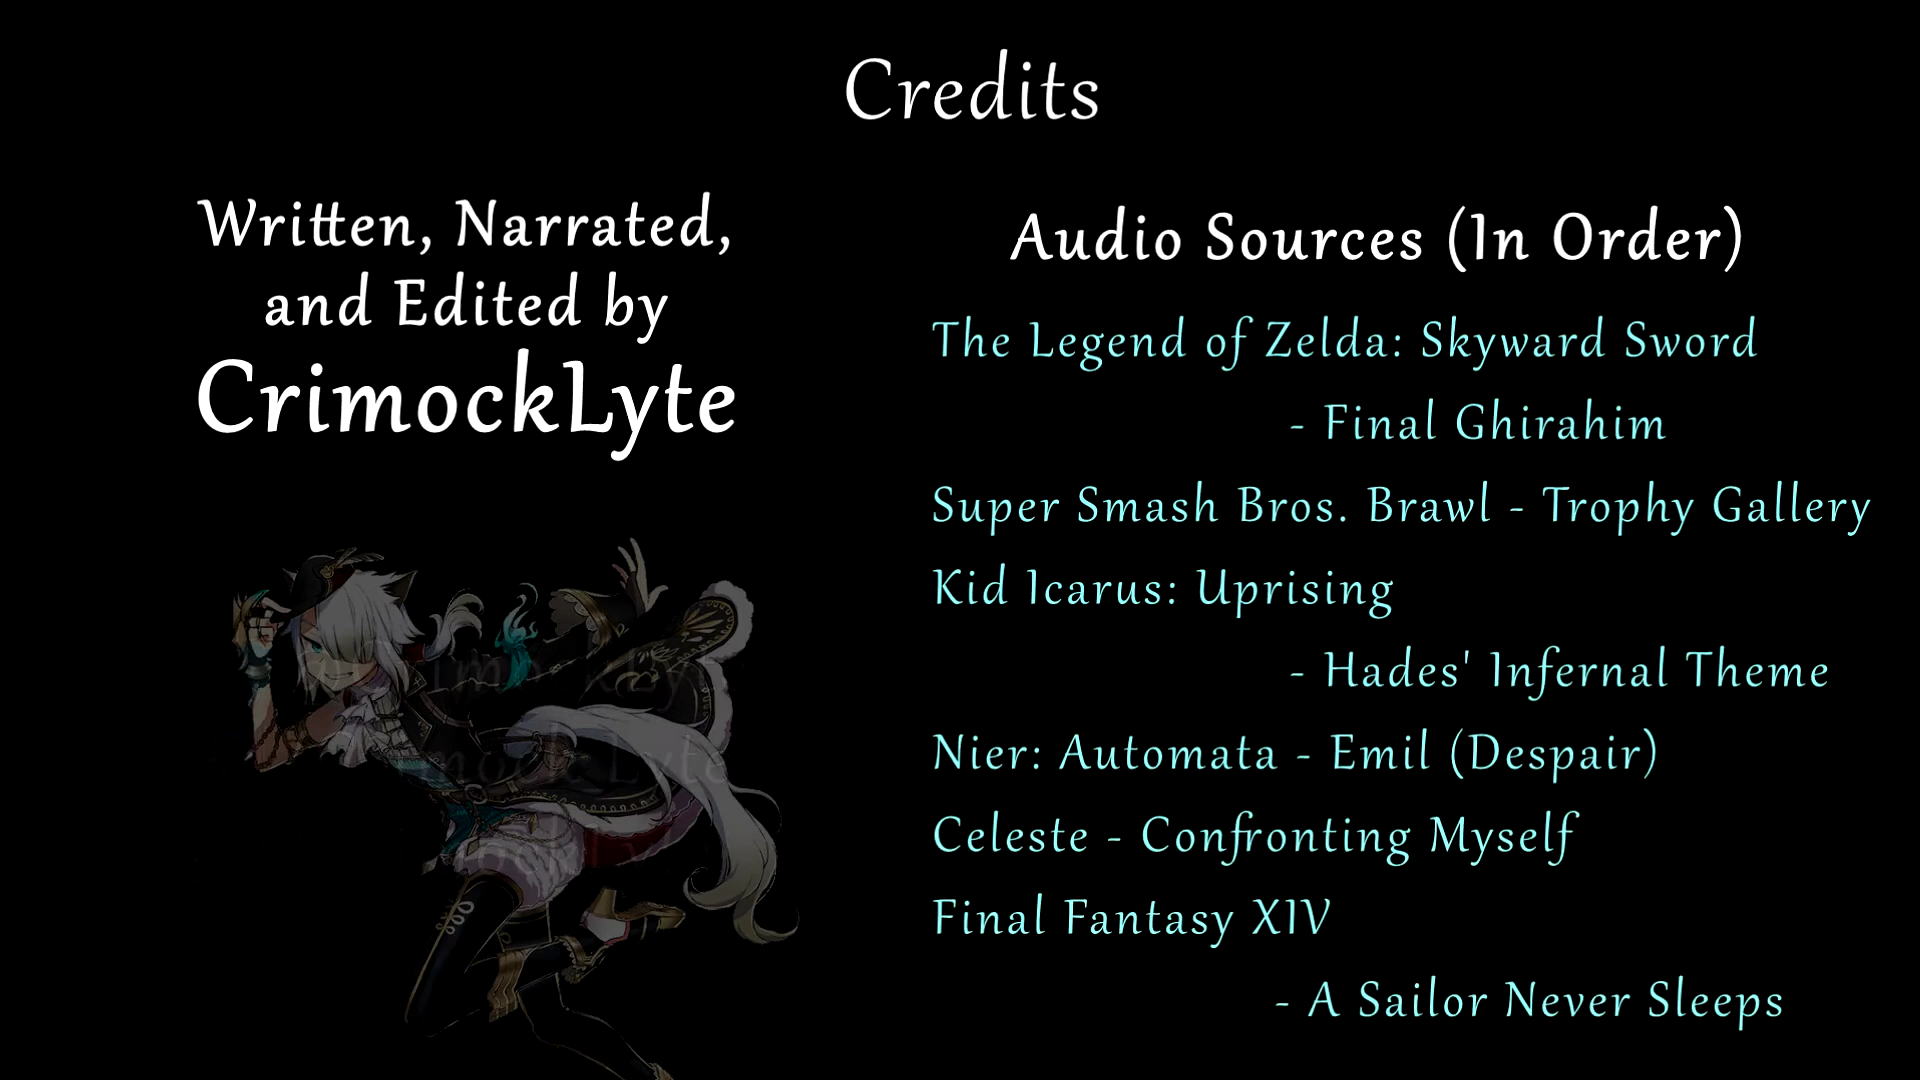 Credits
Written, Narrated,
and Edited by
CrimockLyte
Audio Sources (In Order)
The Legend of Zelda: Skyward Sword
- Final Ghirahim
Super Smash Bros. Brawl - Trophy Gallery
Kid Icarus: Uprising
- Hades' Infernal Theme
Nier: Automata - Emil (Despair)
Celeste - Confronting Myself
Final Fantasy XIV
- A Sailor Never Sleeps